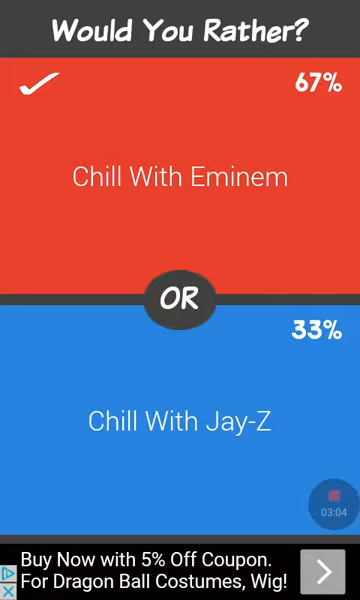 Would You Rather?
67%
Chill With Eminem
OR
33%
Chill With Jay-Z
03:04
Buy Now with 5% Off Coupon.
For Dragon Ball Costumes, Wig!